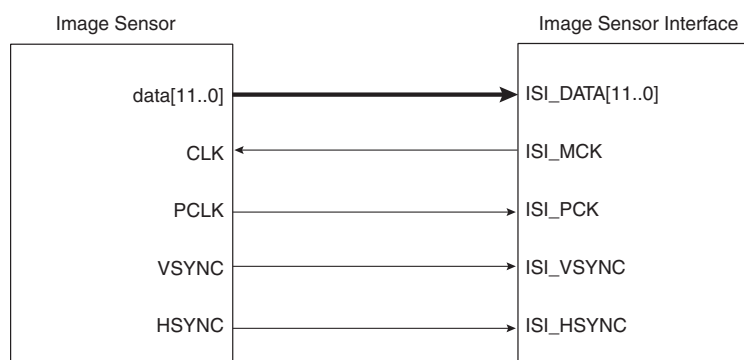 Image Sensor Image Sensor Interface
data[11..0] ISI_DATA[11..0]
CLK ISI_MCK
PCLK ISI_PCK
VSYNC ISI_VSYNC
HSYNC ISI_HSYNC